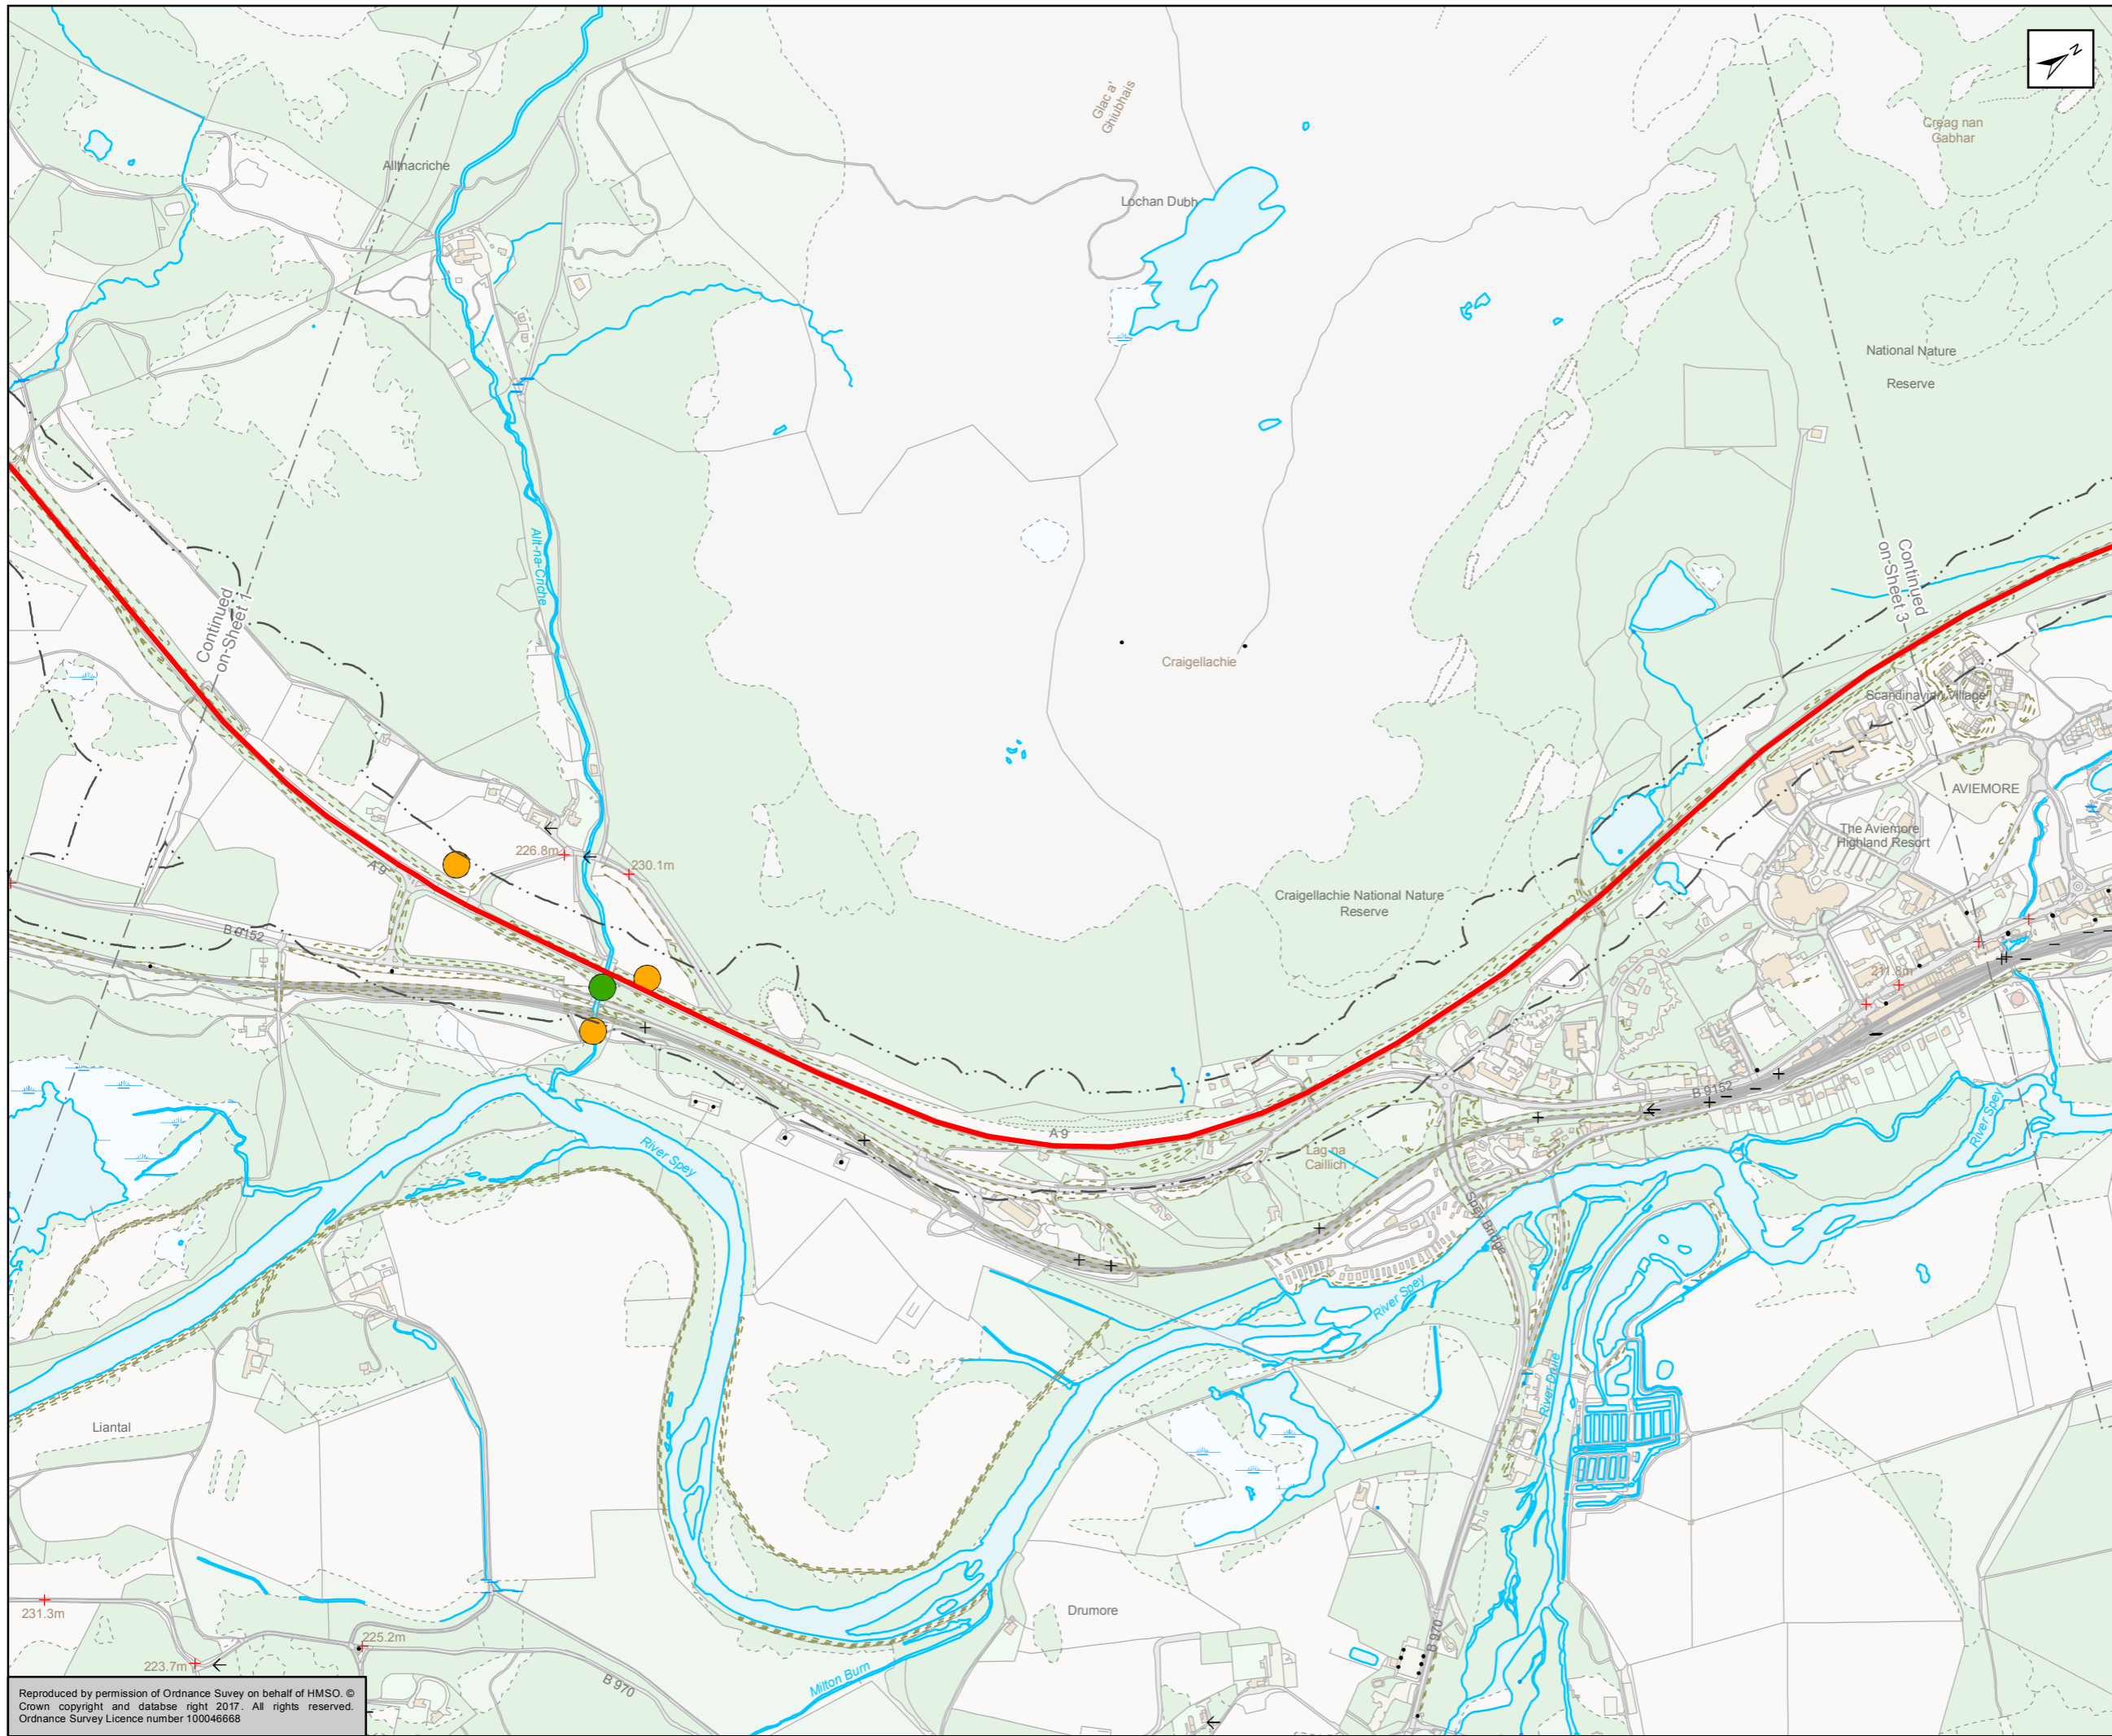 N
Glac a'
Ghiubhais
Creag nan
Gabhar
Alltnacriche
Lochan Dubh
National Nature
Reserve
Allt-na-Criche
Continued
on-Sheet 1
Continued
on-Sheet 3
Craigellachie
Scandinavian Village
AVIEMORE
The Aviemore
Highland Resort
226.8m
230.1m
A 9
Craigellachie National Nature
Reserve
B 9152
211.8m
B 9152
A 9
River Spey
River Spey
Lag na
Caillich
Spey Bridge
River Spey
River Druie
Liantal
231.3m
225.2m
223.7m
Drumore
B 970
B 970
Milton Burn
Reproduced by permission of Ordnance Suvey on behalf of HMSO. ©
Crown copyright and databse right 2017. All rights reserved.
Ordnance Survey Licence number 100046668